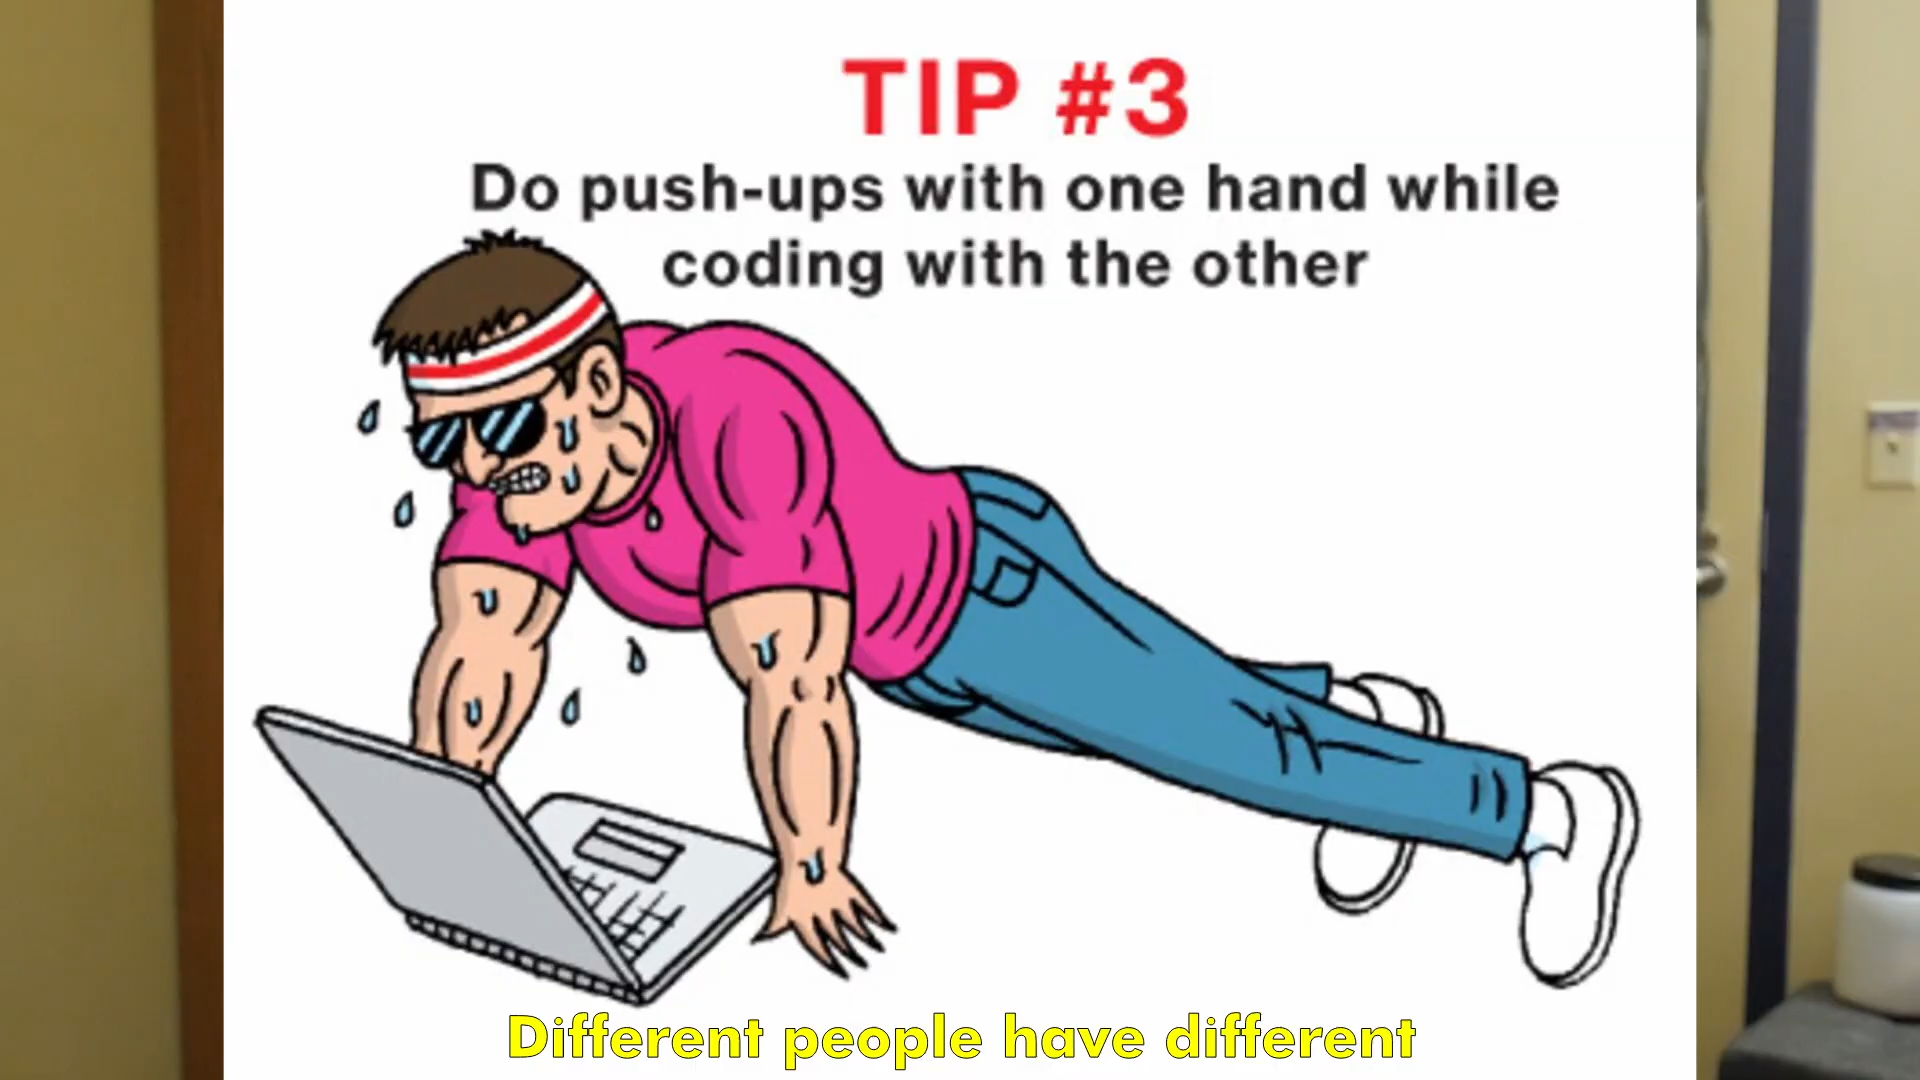 TIP #3
Do push-ups with one hand while
coding with the other
Different people have different